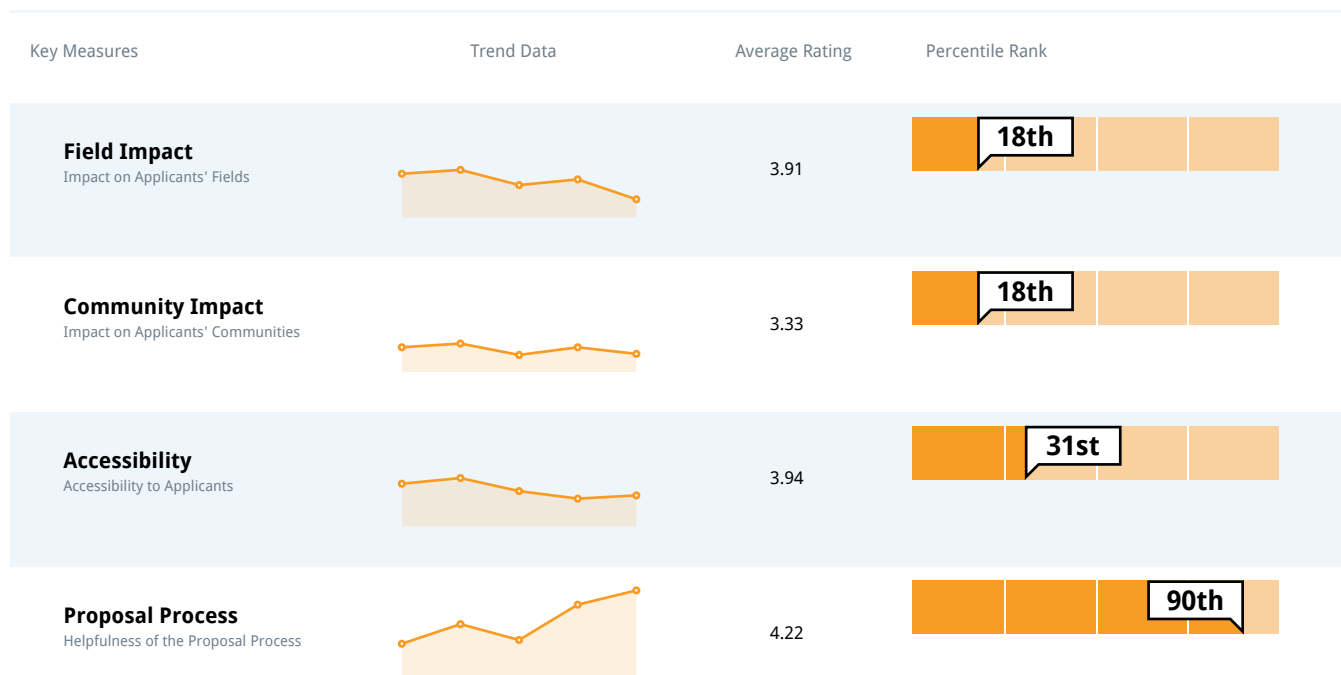 Key Measures Trend Data Average Rating Percentile Rank
Field Impact
Impact on Applicants' Fields
3.91
18th
Community Impact
Impact on Applicants' Communities
3.33
18th
Accessibility
Accessibility to Applicants
3.94
31st
Proposal Process
Helpfulness of the Proposal Process
4.22
90th